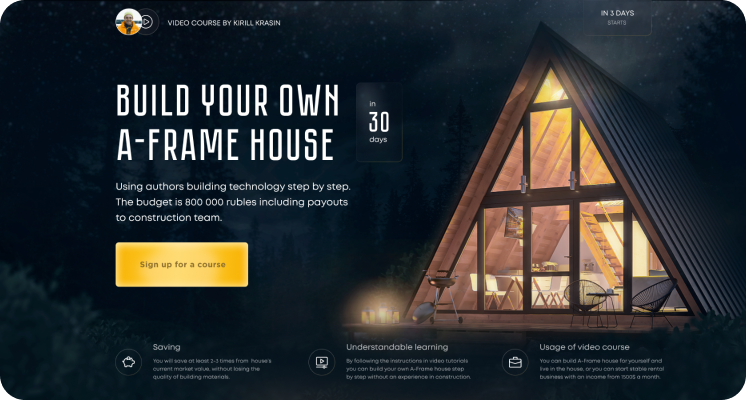 VIDEO COURSE BY KIRILL KRASIN
IN 3 DAYS
STARTS
BUILD YOUR OWN
A-FRAME HOUSE
in
30
days
Using authors building technology step by step.
The budget is 800 000 rubles including payouts
to construction team.
Sign up for a course
Saving
You will save at least 2-3 times from house's
current market value, without losing the
quality of building materials.
Understandable learning
By following the instructions in video tutorials
you can build your own A-Frame house step
by step without an experience in construction.
Usage of video course
You can build A-Frame house for yourself and
live in the house, or you can start stable rental
business with an income from 1500$ a month.